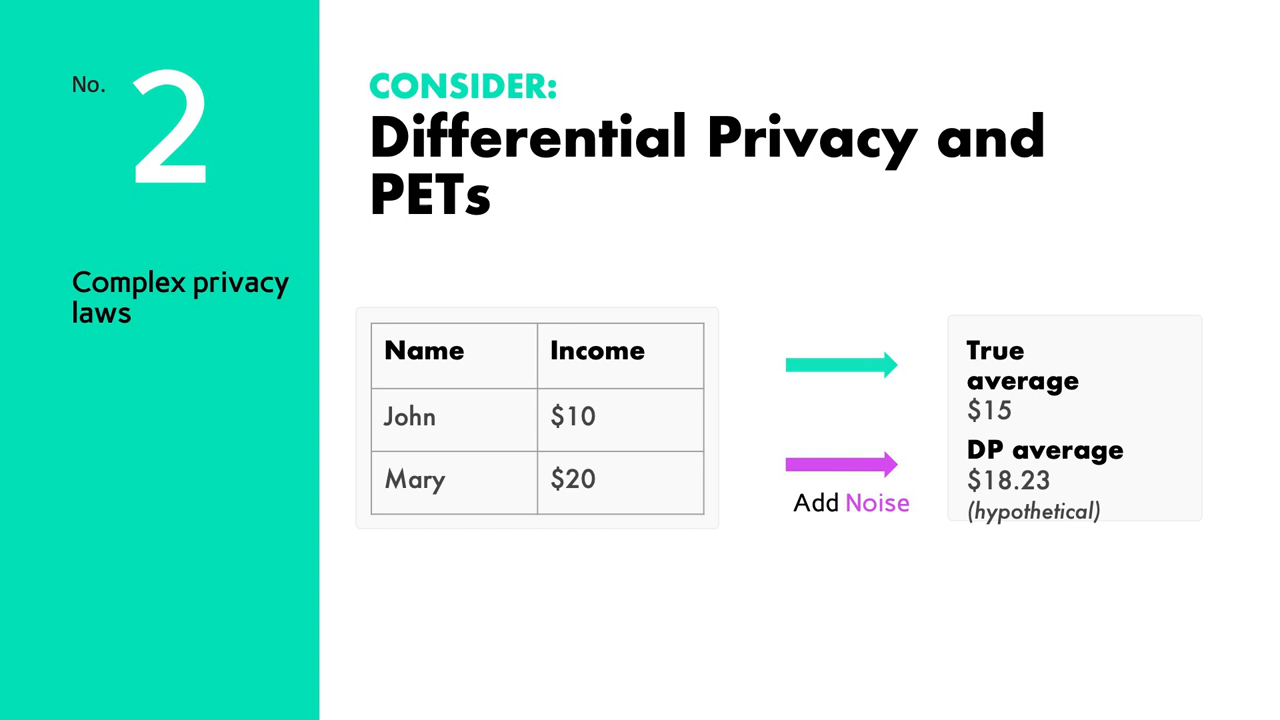 No. 2
Complex privacy
laws
CONSIDER:
Differential Privacy and
PETs
Name Income
John $10
Mary $20
Add Noise
True
average
$15
DP average
$18.23
(hypothetical)